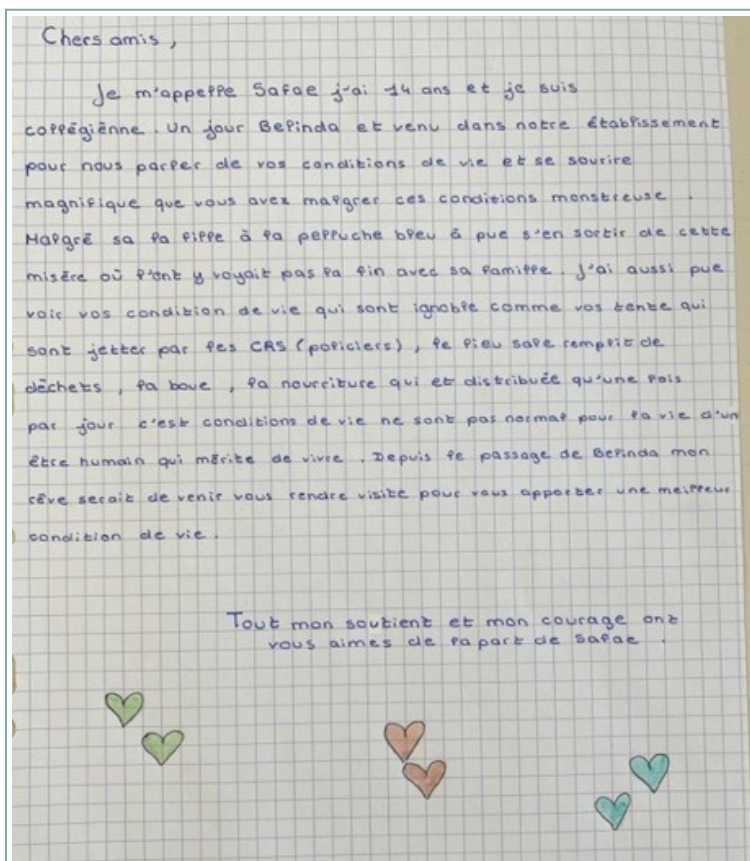 Chers amis,
Je m'appelle Safae j'ai 14 ans et je suis
collégiènne. Un jour Belinda et venu dans notre établissement
pour nous parler de vos conditions de vie et se sourire
magnifique que vous avez malgrer ces conditions monstreuse.
Malgré sa la fille à la pelluche bleu à pue s'en sortir de cette
misère où l'ont y voyait pas la fin avec sa famille. J'ai aussi pue
voir vos condition de vie qui sont ignoble comme vos tente qui
sont jetter par les CRS (policiers), le lieu sale remplit de
déchets, la boue, la nourriture qui et distribuée qu'une fois
par jour c'est conditions de vie ne sont pas normal pour la vie d'un
être humain qui mérite de vivre. Depuis le passage de Belinda mon
rêve serait de venir vous rendre visite pour vous apporter une meilleur
condition de vie.
Tout mon soutient et mon courage ont
vous aimes de la part de Safae.